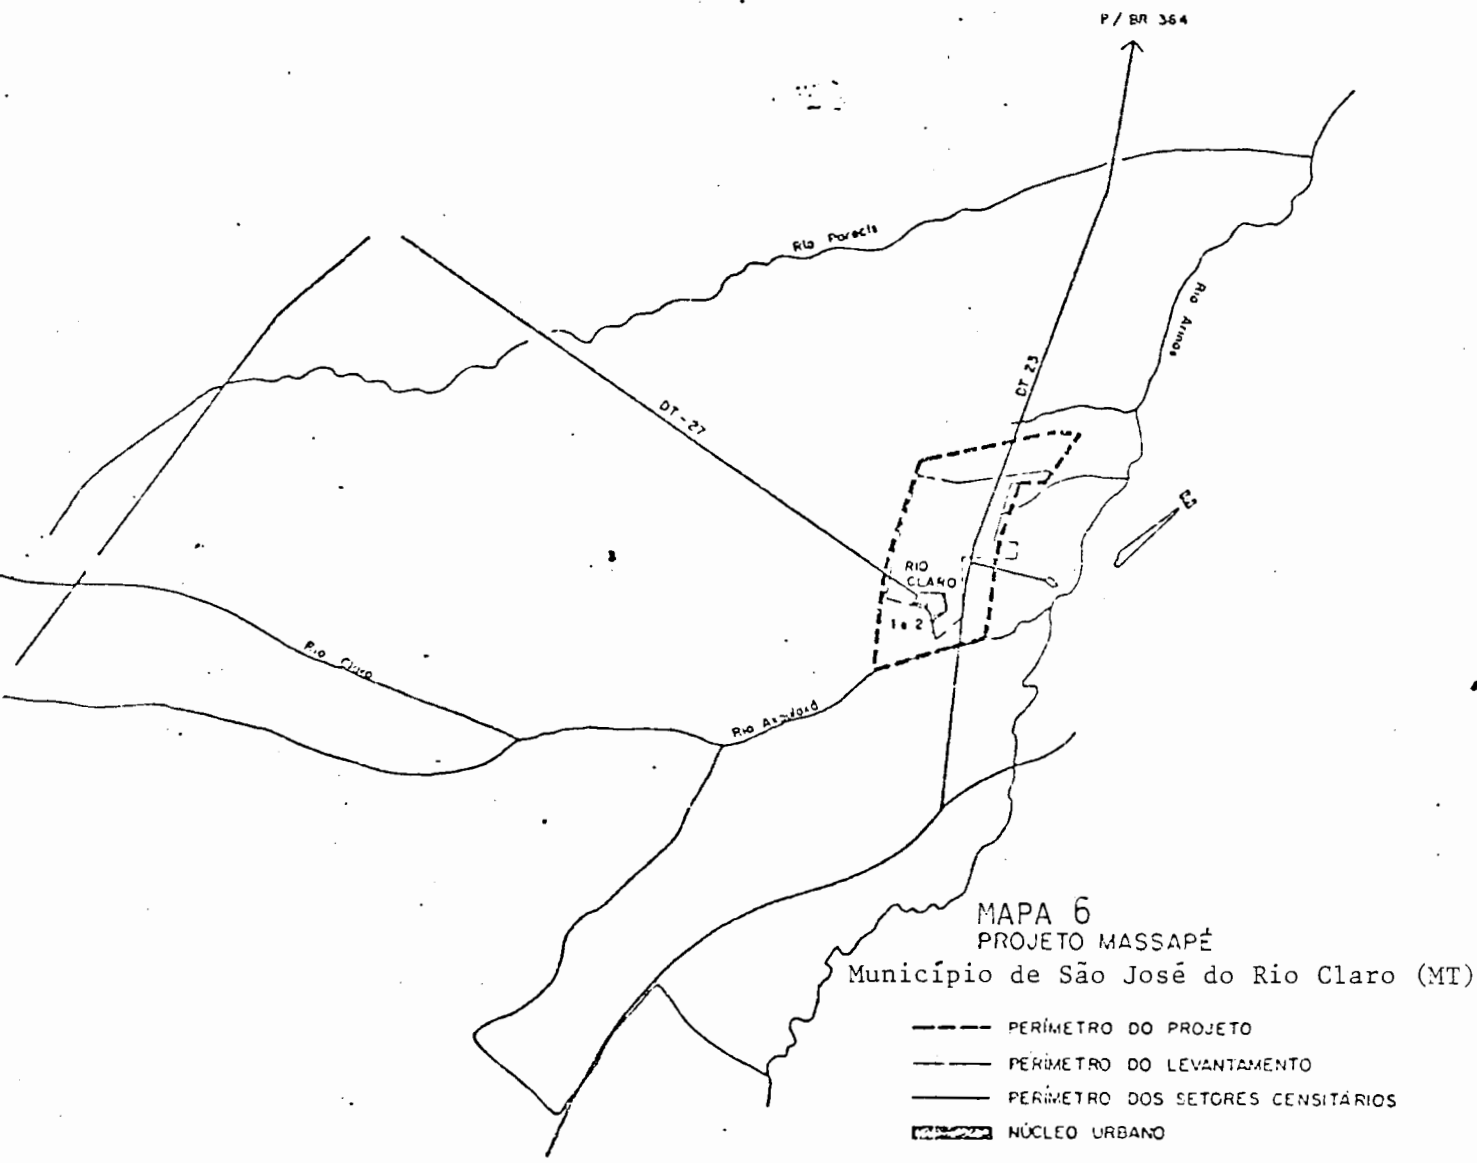 P/ BR 364
Rio Parecis
Rio Arinos
DT 23
DT - 27
RIO
CLARO
1 e 2
Rio Claro
Rio
MAPA 6
PROJETO MASSAPÉ
Município de São José do Rio Claro (MT)
PERÍMETRO DO PROJETO
PERÍMETRO DO LEVANTAMENTO
PERÍMETRO DOS SETORES CENSITÁRIOS
NÚCLEO URBANO